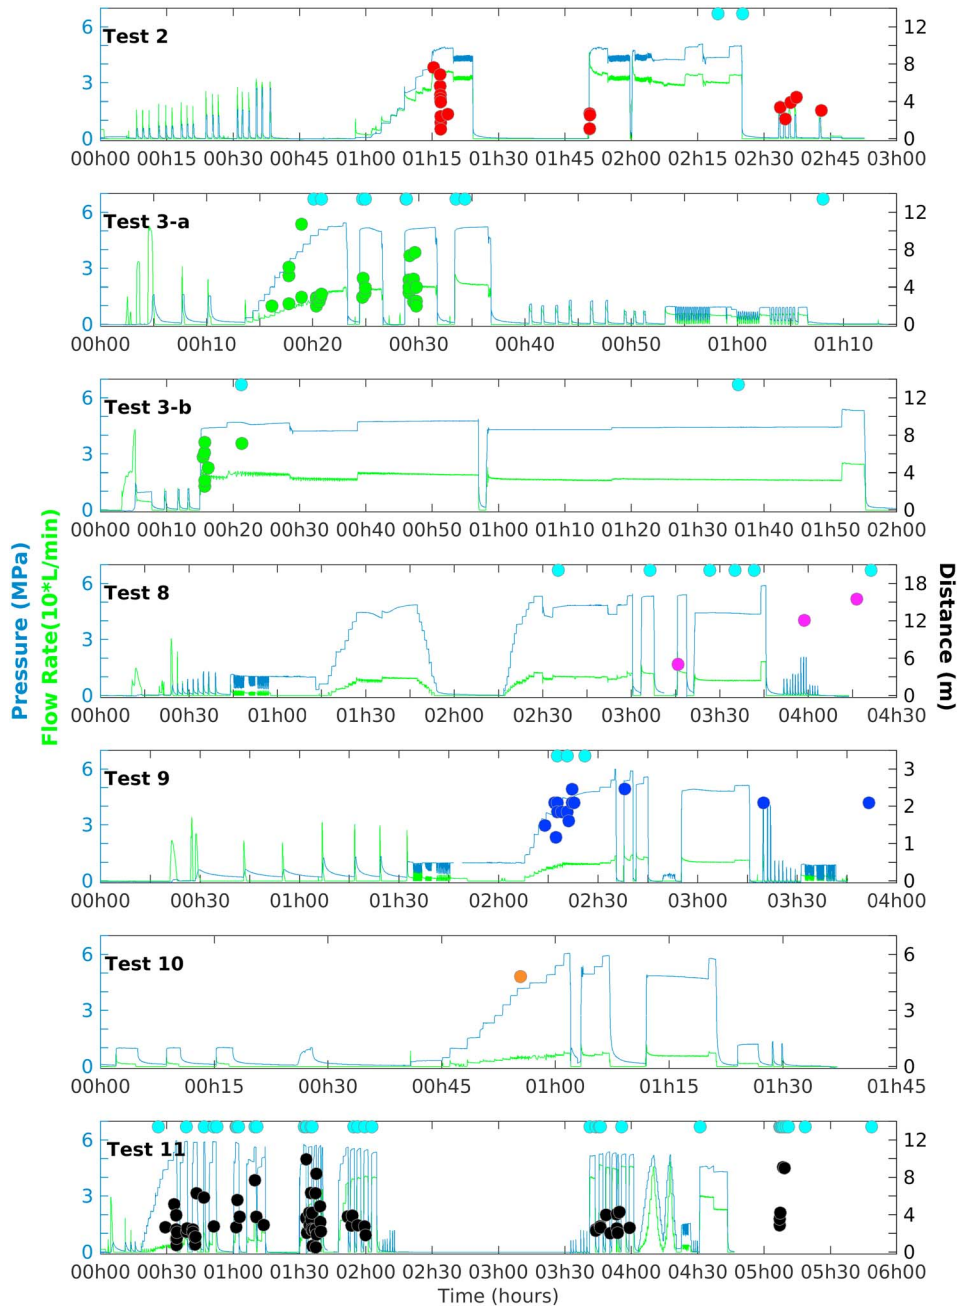 Test 2
6
3
0
12
8
4
0
00h00 00h15 00h30 00h45 01h00 01h15 01h30 01h45 02h00 02h15 02h30 02h45 03h00
Test 3-a
6
3
0
12
8
4
0
00h00 00h10 00h20 00h30 00h40 00h50 01h00 01h10
Test 3-b
6
3
0
12
8
4
0
00h00 00h10 00h20 00h30 00h40 00h50 01h00 01h10 01h20 01h30 01h40 01h50 02h00
Pressure (MPa)
Flow Rate(10*L/min)
Distance (m)
Test 8
6
3
0
20
15
10
5
0
00h00 00h30 01h00 01h30 02h00 02h30 03h00 03h30 04h00 04h30
Test 9
6
3
0
3
2
1
0
00h00 00h30 01h00 01h30 02h00 02h30 03h00 03h30 04h00
Test 10
6
3
0
6
4
2
0
00h00 00h15 00h30 00h45 01h00 01h15 01h30 01h45
Test 11
6
3
0
12
8
4
0
00h00 00h30 01h00 01h30 02h00 02h30 03h00 03h30 04h00 04h30 05h00 05h30 06h00
Time (hours)